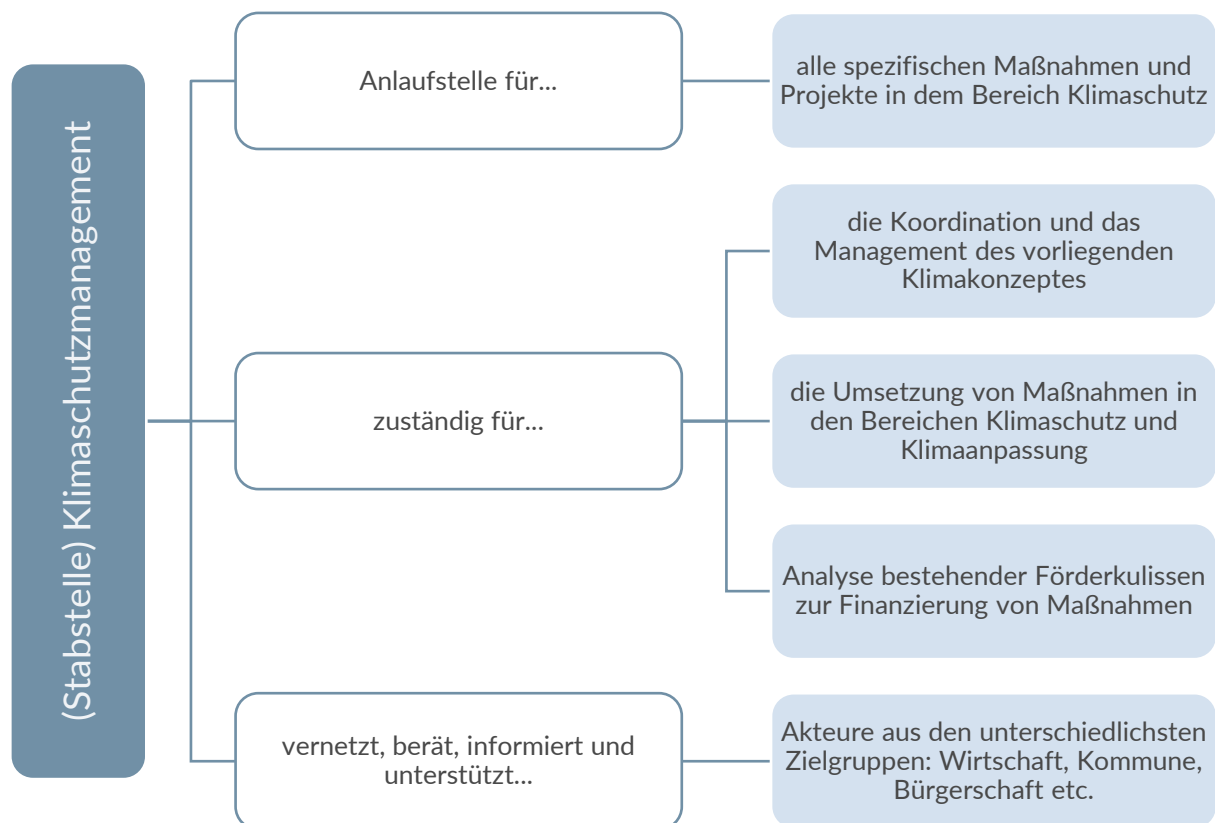 (Stabstelle) Klimaschutzmanagement
Anlaufstelle für...
alle spezifischen Maßnahmen und
Projekte in dem Bereich Klimaschutz
zuständig für...
die Koordination und das
Management des vorliegenden
Klimakonzeptes
die Umsetzung von Maßnahmen in
den Bereichen Klimaschutz und
Klimaanpassung
Analyse bestehender Förderkulissen
zur Finanzierung von Maßnahmen
vernetzt, berät, informiert und
unterstützt...
Akteure aus den unterschiedlichsten
Zielgruppen: Wirtschaft, Kommune,
Bürgerschaft etc.